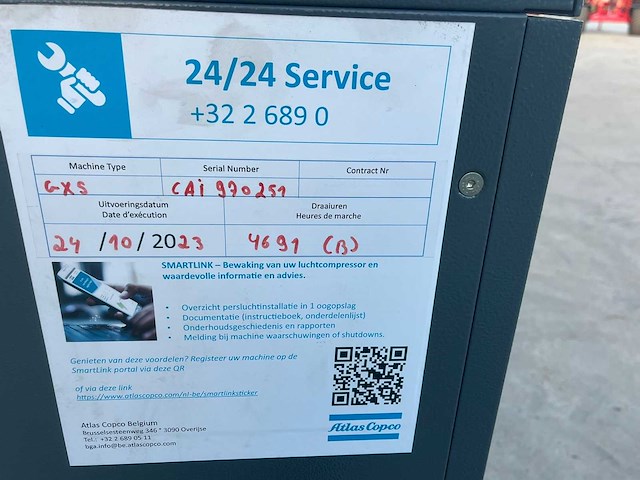 24/24 Service
+32 2 689 0
Machine Type Serial Number Contract Nr
GX5 CAi 970251
Uitvoeringsdatum Draaiuren
Date d'exécution Heures de marche
24 /10/ 2023 4691 (B)
SMARTLINK – Bewaking van uw luchtcompressor en
waardevolle informatie en advies.
• Overzicht persluchtinstallatie in 1 oogopslag
• Documentatie (instructieboek, onderdelenlijst)
• Onderhoudsgeschiedenis en rapporten
• Melding bij machine waarschuwingen of shutdowns.
Genieten van deze voordelen? Registeer uw machine op de
SmartLink portal via deze QR
of via deze link
https://www.atlascopco.com/nl-be/smartlinksticker
Atlas Copco Belgium
Brusselsesteenweg 346 * 3090 Overijse
Tel.: +32 2 689 05 11
bga.info@be.atlascopco.com
Atlas Copco